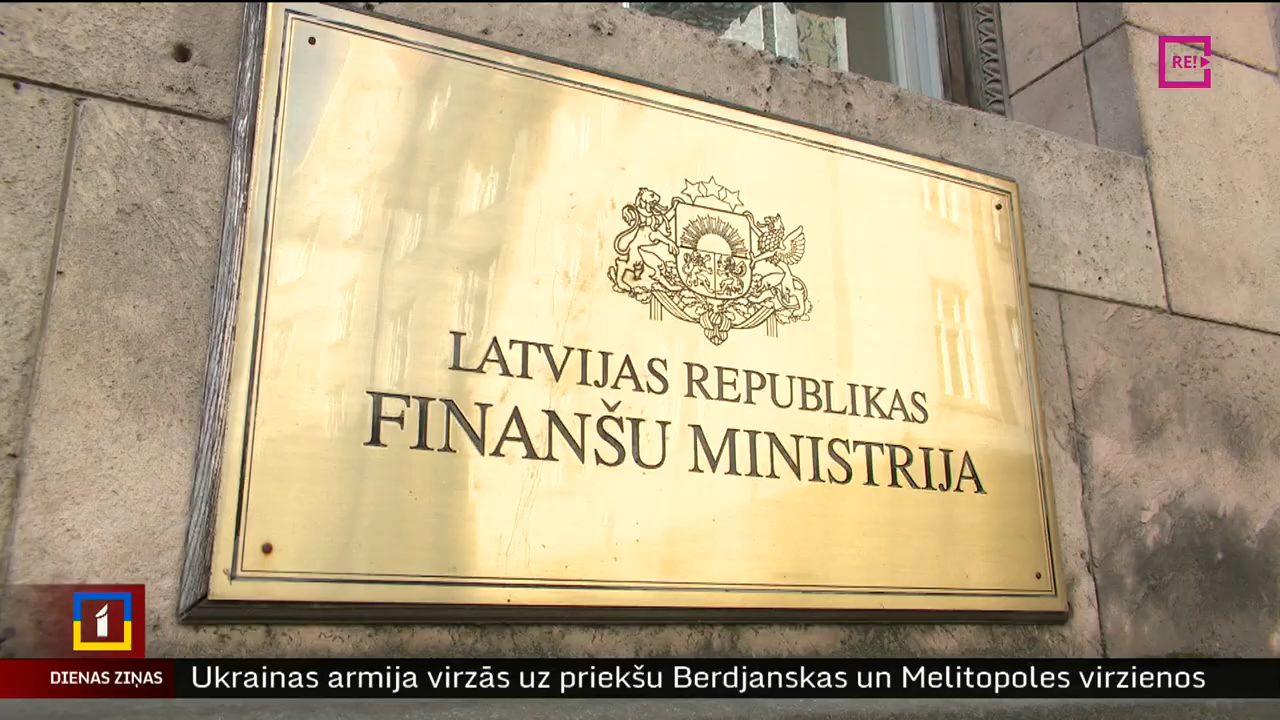 RE!
LATVIJAS REPUBLIKAS
FINANŠU MINISTRIJA
1
DIENAS ZIŅAS
Ukrainas armija virzās uz priekšu Berdjanskas un Melitopoles virzienos